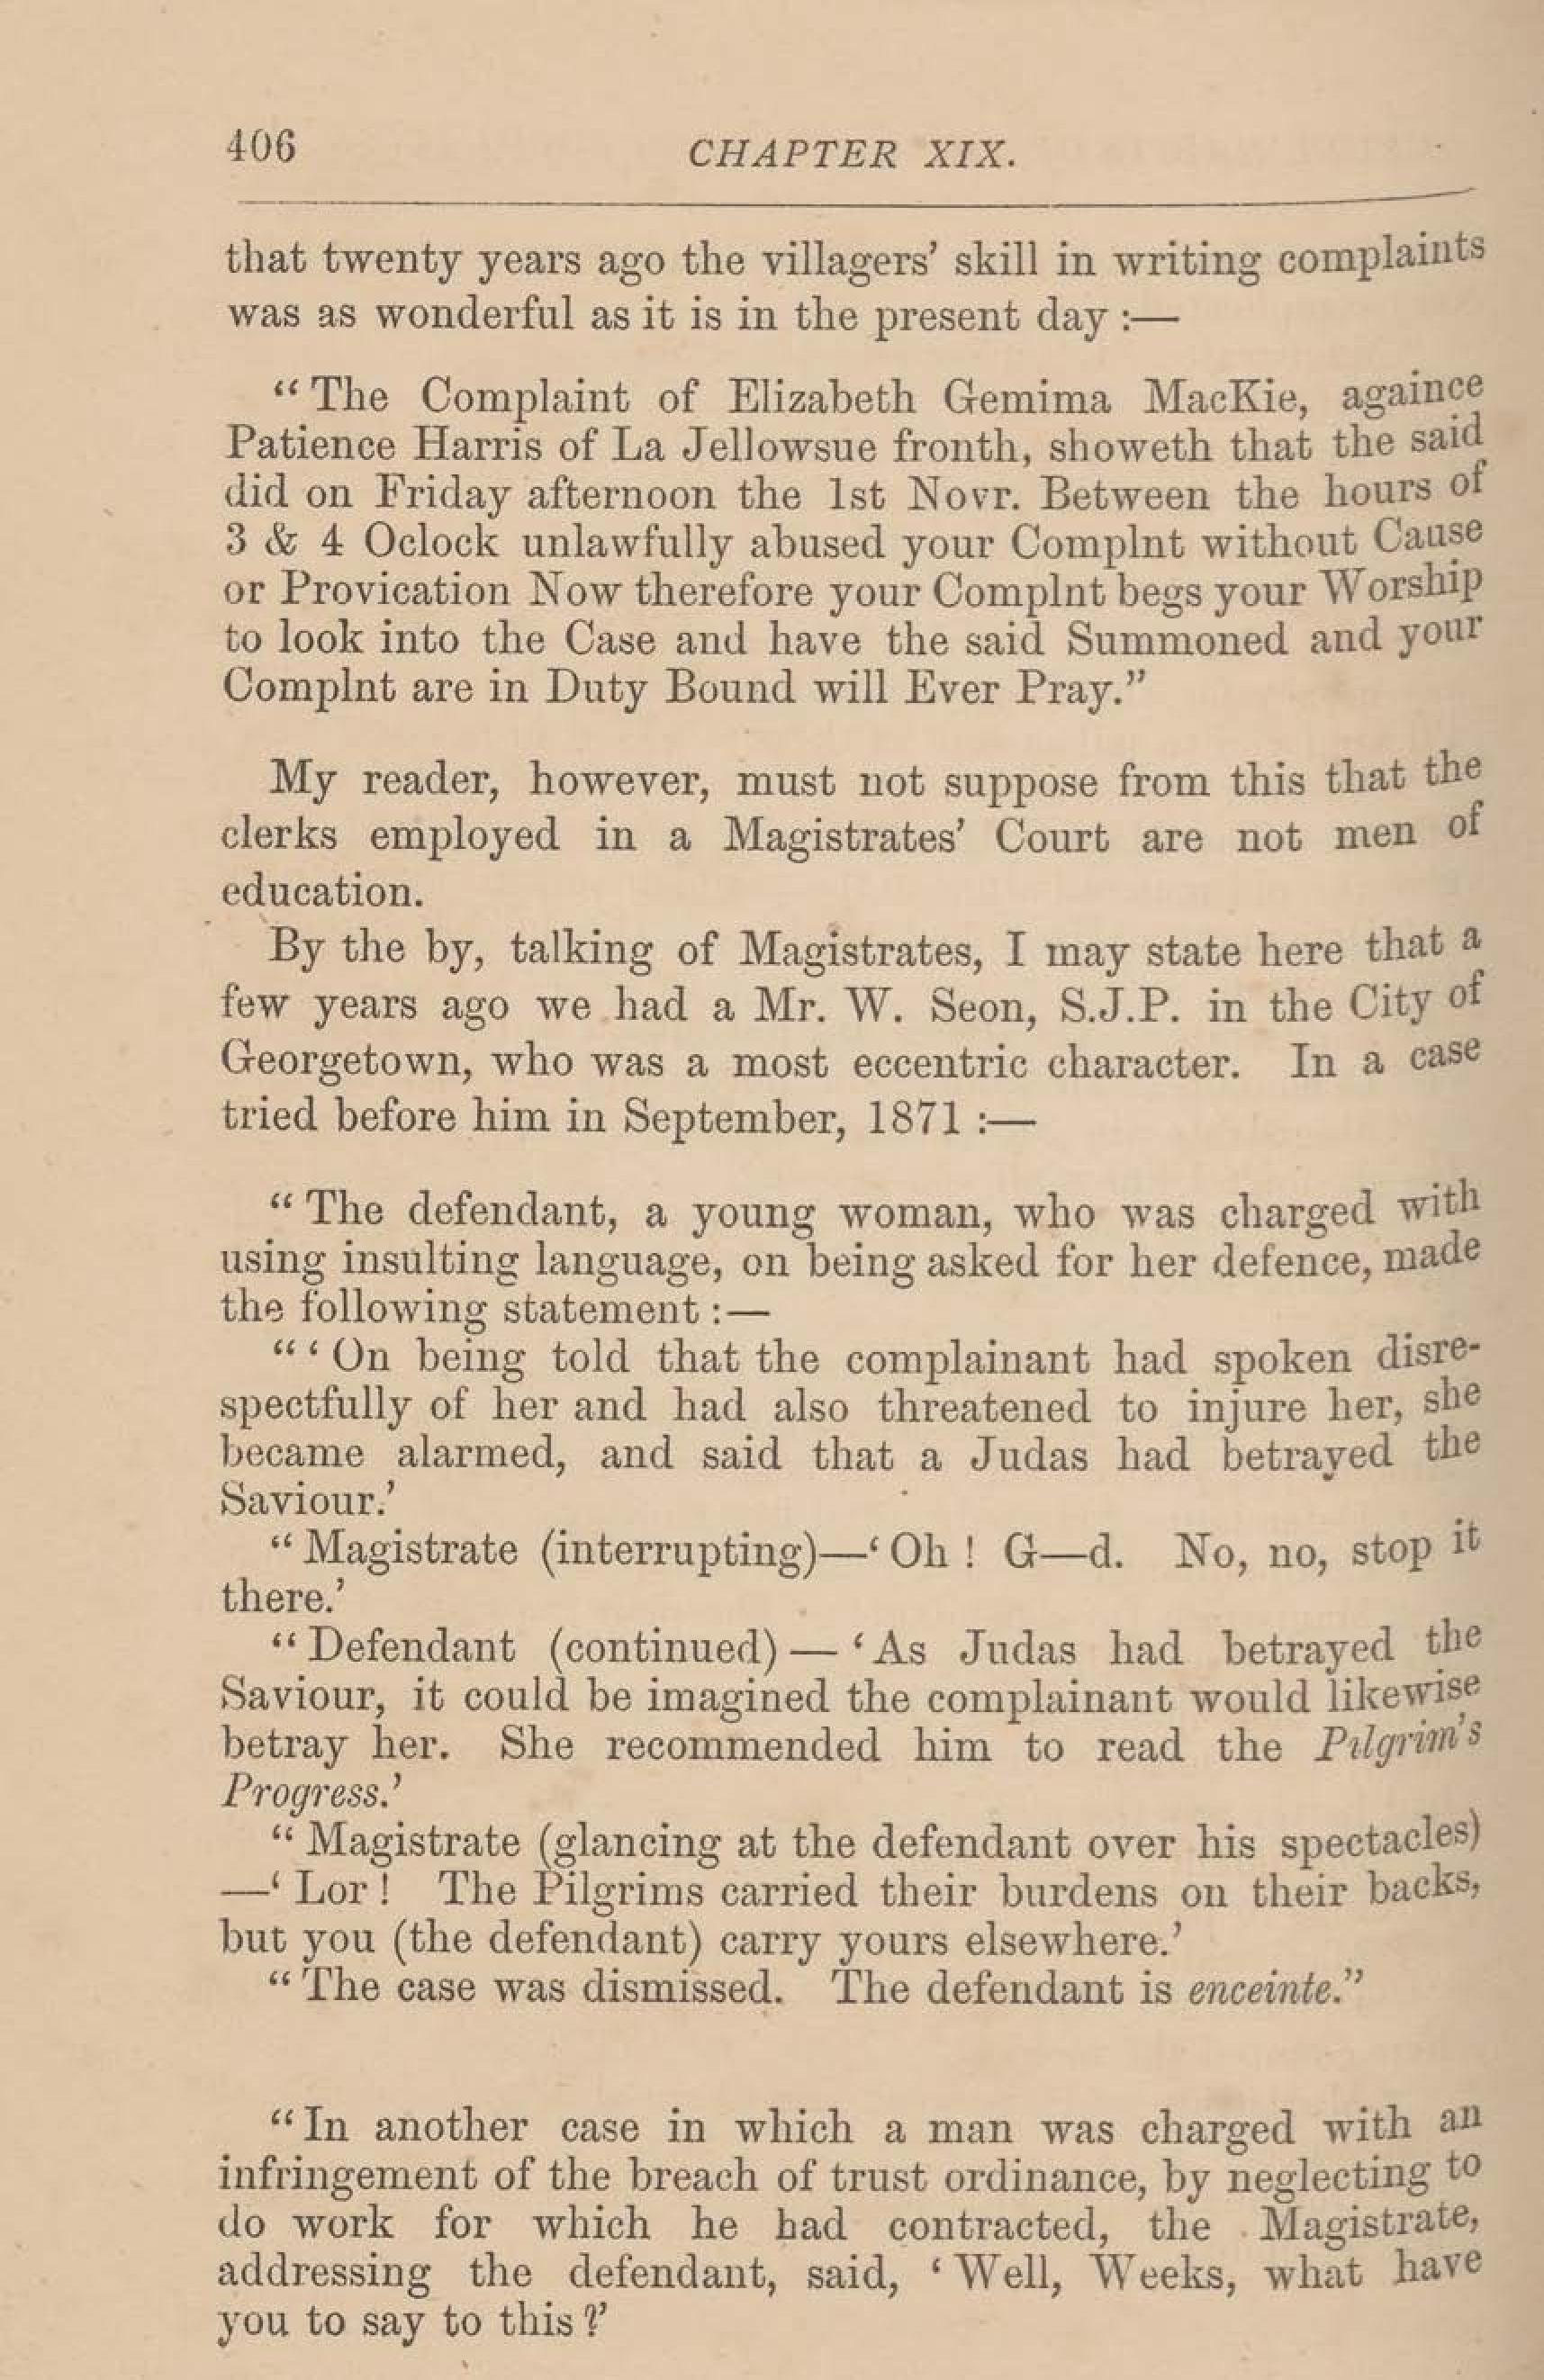 406
CHAPTER XIX.
that twenty years ago the villagers' skill in writing complaints
was as wonderful as it is in the present day :—
“ The Complaint of Elizabeth Gemima MacKie, againce
Patience Harris of La Jellowsue fronth, showeth that the said
did on Friday afternoon the 1st Novr. Between the hours of
3 & 4 Oclock unlawfully abused your Complnt without Cause
or Provication Now therefore your Complnt begs your Worship
to look into the Case and have the said Summoned and your
Complnt are in Duty Bound will Ever Pray.”
My reader, however, must not suppose from this that the
clerks employed in a Magistrates' Court are not men of
education.
By the by, talking of Magistrates, I may state here that a
few years ago we had a Mr. W. Seon, S.J.P. in the City of
Georgetown, who was a most eccentric character. In a case
tried before him in September, 1871 :—
“ The defendant, a young woman, who was charged with
using insulting language, on being asked for her defence, made
the following statement :—
“ ‘ On being told that the complainant had spoken disre-
spectfully of her and had also threatened to injure her, she
became alarmed, and said that a Judas had betrayed the
Saviour.’
“ Magistrate (interrupting)—‘ Oh ! G—d. No, no, stop it
there.’
“ Defendant (continued) — ‘ As Judas had betrayed the
Saviour, it could be imagined the complainant would likewise
betray her. She recommended him to read the Pilgrim's
Progress.’
“ Magistrate (glancing at the defendant over his spectacles)
—‘ Lor ! The Pilgrims carried their burdens on their backs,
but you (the defendant) carry yours elsewhere.’
“ The case was dismissed. The defendant is enceinte.”
“ In another case in which a man was charged with an
infringement of the breach of trust ordinance, by neglecting to
do work for which he had contracted, the Magistrate,
addressing the defendant, said, ‘ Well, Weeks, what have
you to say to this ?’